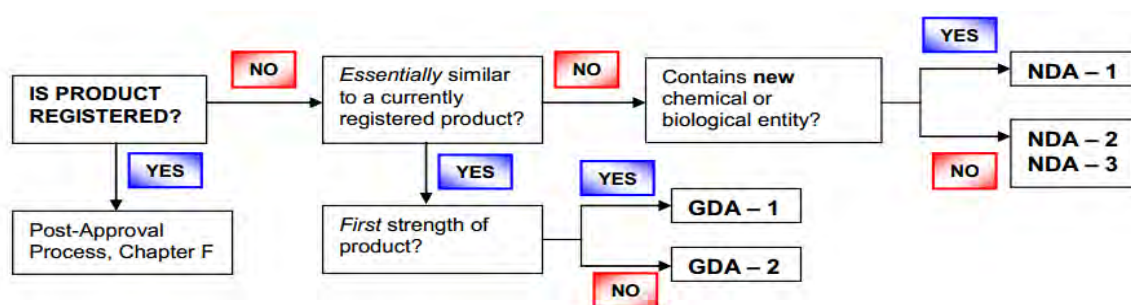 IS PRODUCT
REGISTERED?
NO
Essentially similar
to a currently
registered product?
NO
Contains new
chemical or
biological entity?
YES
NDA – 1
NO
NDA – 2
NDA – 3
YES
Post-Approval
Process, Chapter F
YES
First strength of
product?
YES
GDA – 1
NO
GDA – 2